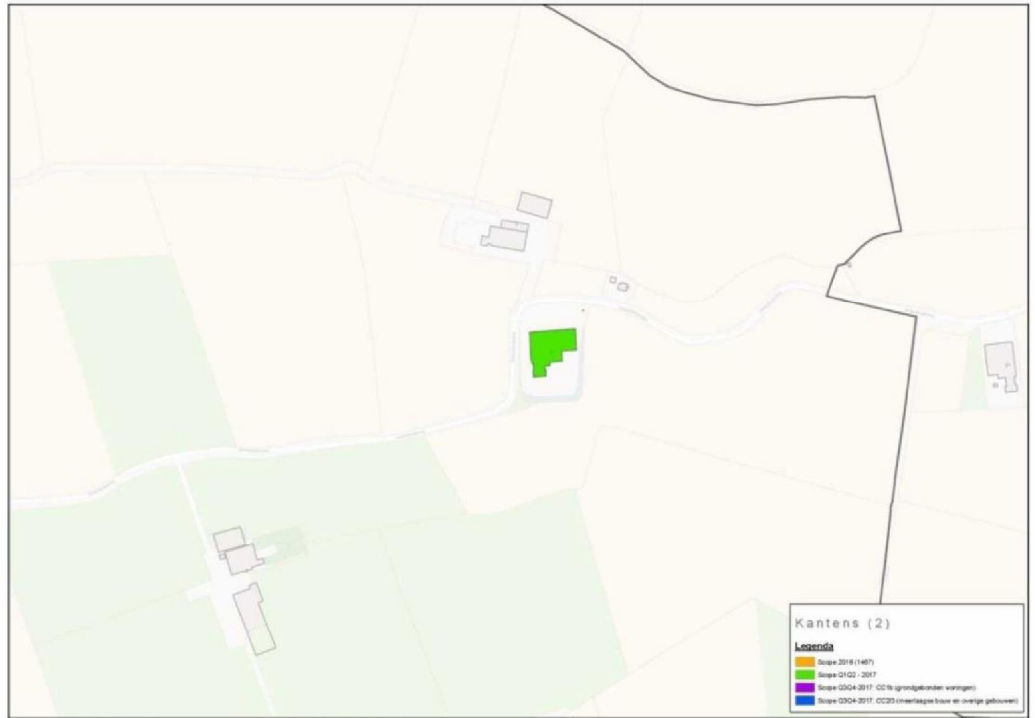 Kantens (2)
Legenda
Scope 2016 (1467)
Scope Q1Q2 - 2017
Scope Q3Q4-2017: CC1b (grondgebonden woningen)
Scope Q3Q4-2017: CC2/3 (meerlaagse bouw en overige gebouwen)